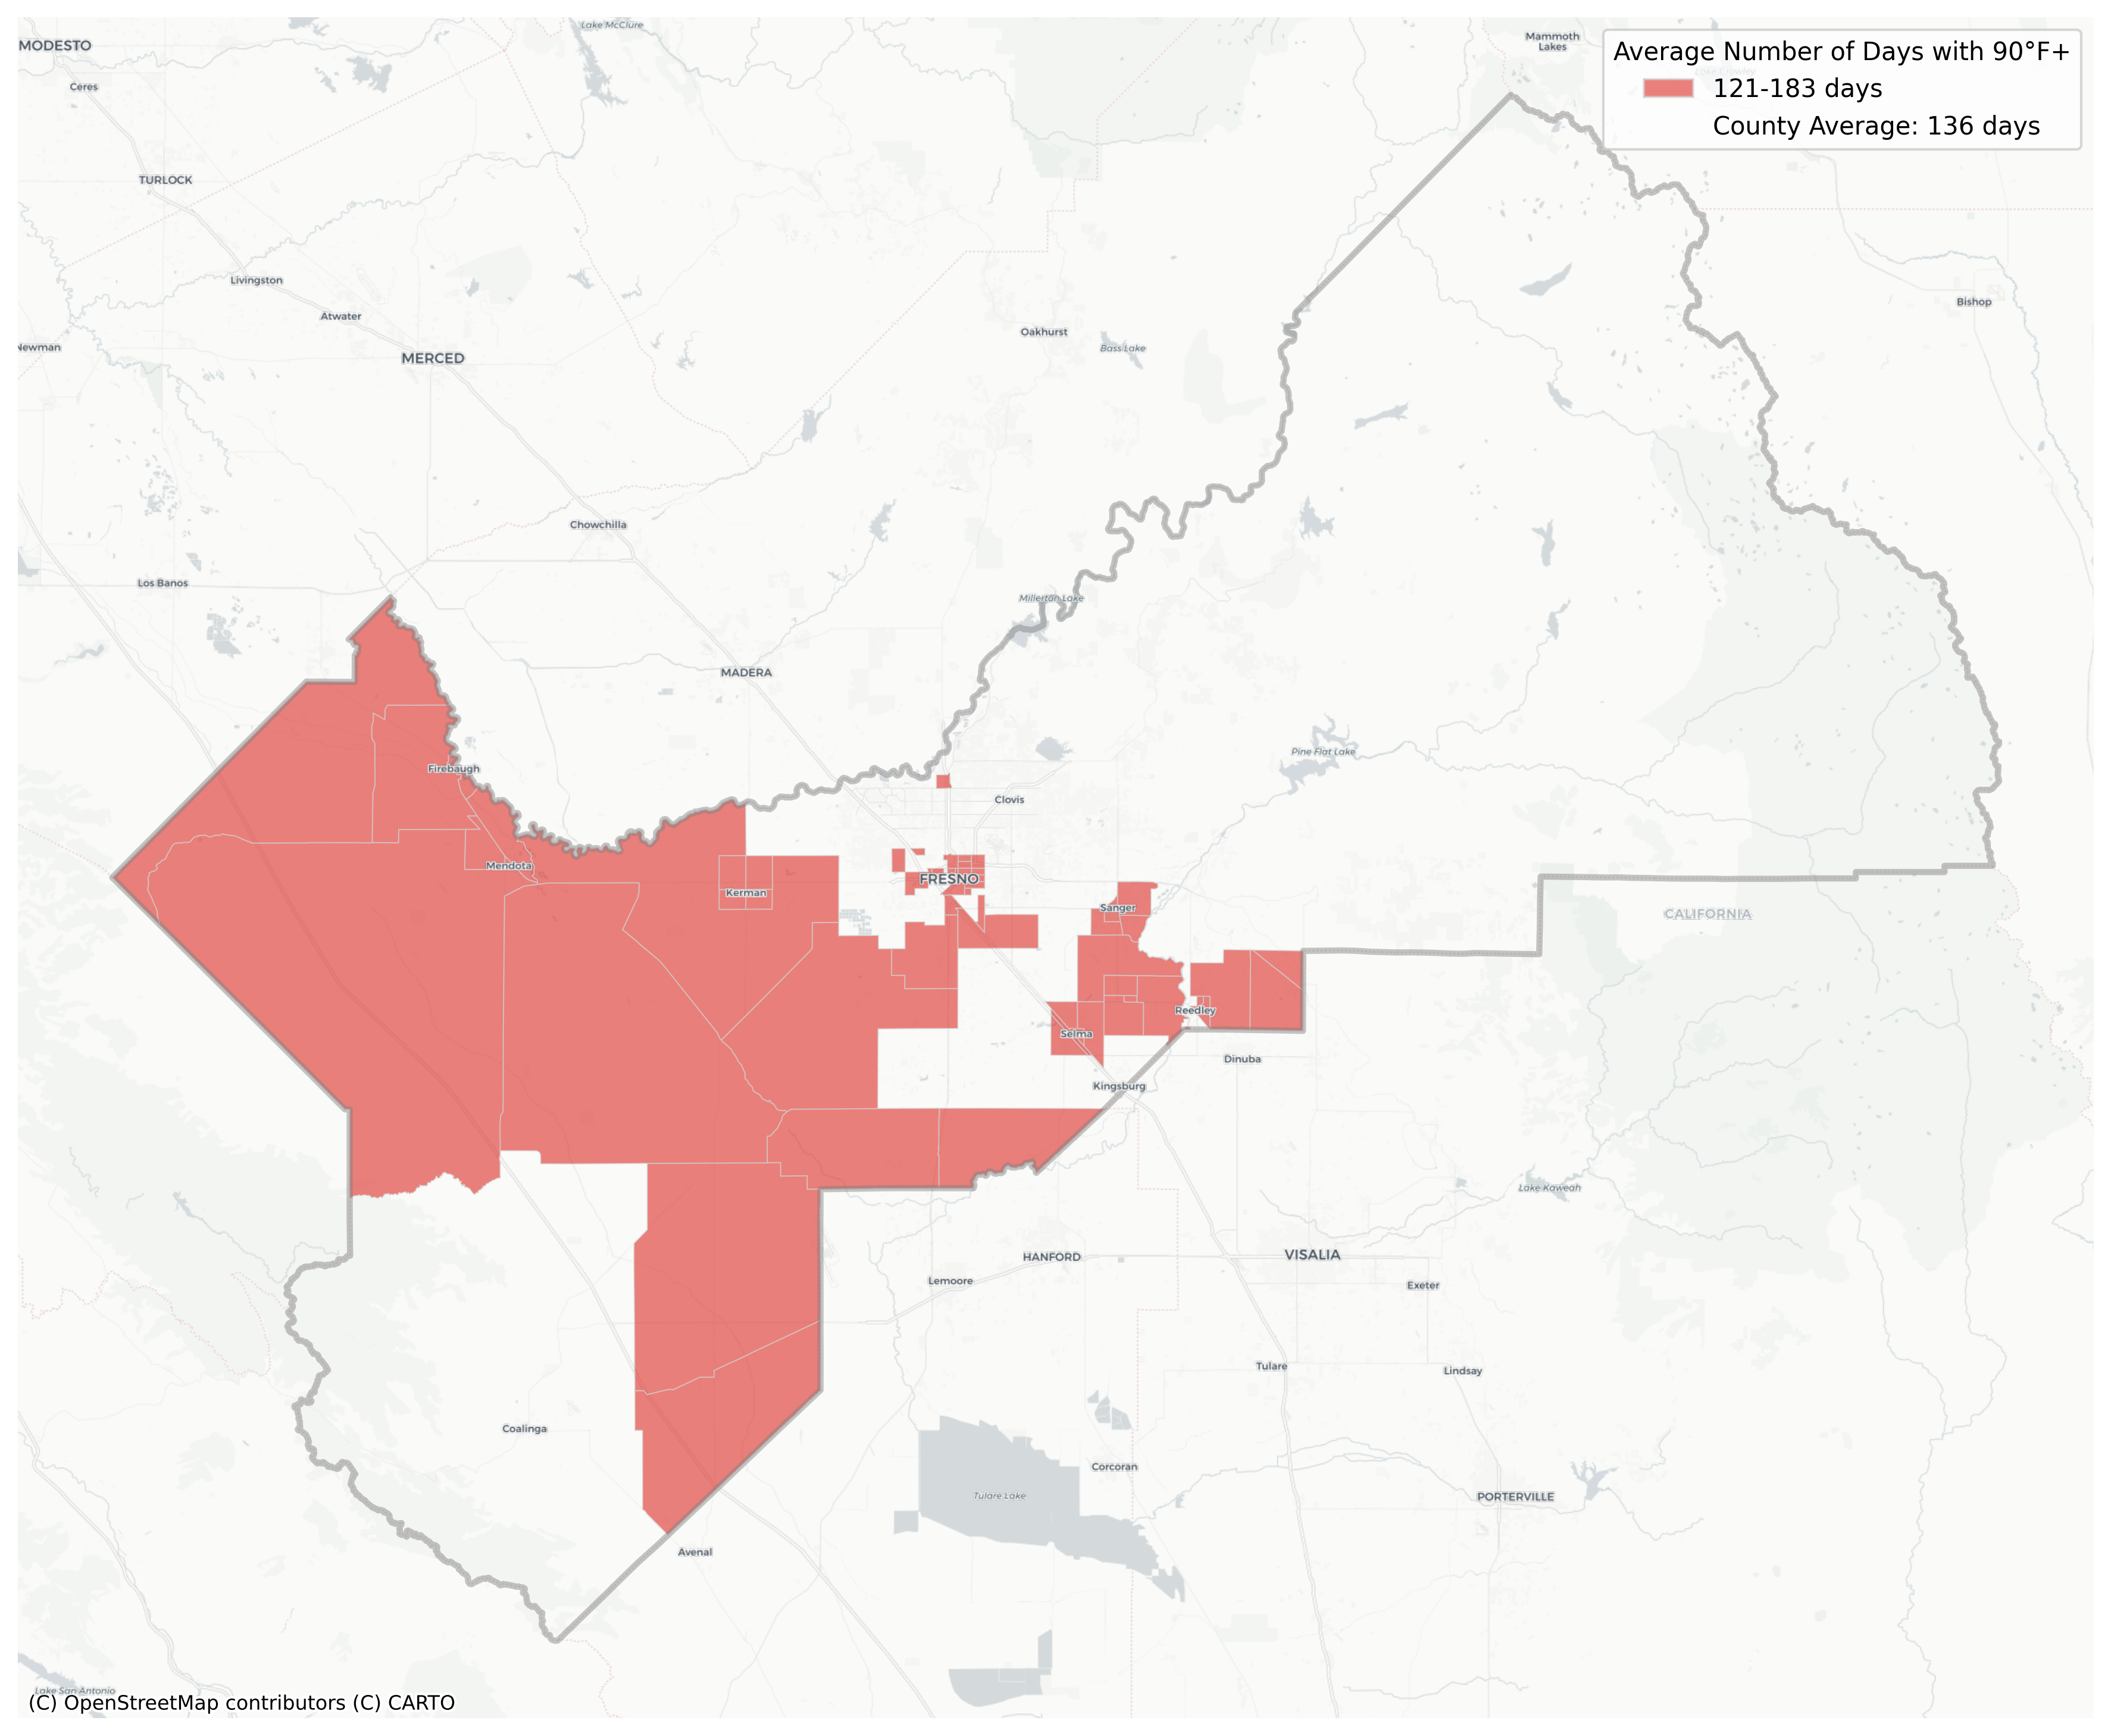 Lake McClure
MODESTO
Mammoth
Lakes
Average Number of Days with 90°F+
121-183 days
County Average: 136 days
Ceres
TURLOCK
Livingston
Bishop
Atwater
Oakhurst
Newman
Bass Lake
MERCED
Chowchilla
Los Banos
Millerton Lake
MADERA
Pine Flat Lake
Firebaugh
Clovis
Mendota
FRESNO
Kerman
Sanger
CALIFORNIA
Reedley
Selma
Dinuba
Kingsburg
Lake Kaweah
HANFORD
VISALIA
Lemoore
Exeter
Tulare
Lindsay
Coalinga
Corcoran
Tulare Lake
PORTERVILLE
Avenal
Lake San Antonio
(C) OpenStreetMap contributors (C) CARTO